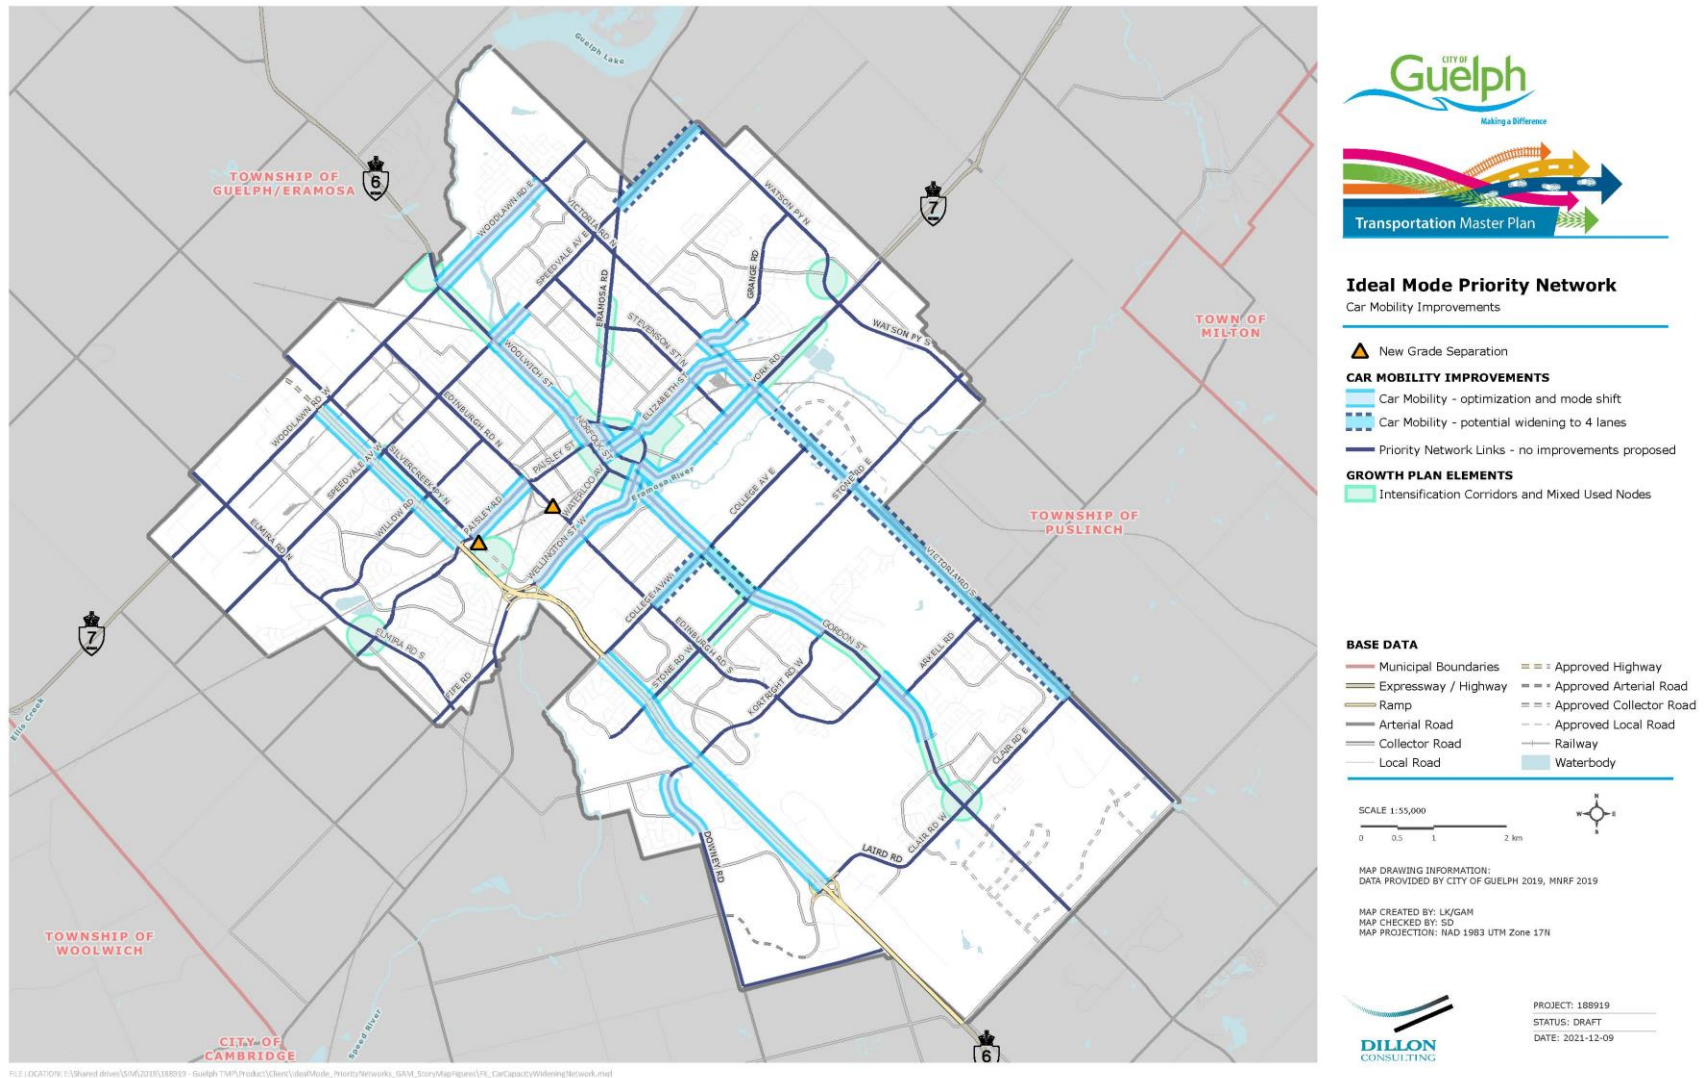 Guelph Lake
TOWNSHIP OF
GUELPH/ERAMOSA
6
7
TOWN OF
MILTON
TOWNSHIP OF
PUSLINCH
7
TOWNSHIP OF
WOOLWICH
CITY OF
CAMBRIDGE
6
Ellis Creek
Speed River
Eramosa River
WOODLAWN RD E
VICTORIA RD N
SPEEDVALE AV E
ERAMOSA RD
WATSON PY N
GRANGE RD
WATSON PY S
STEVENSON ST N
YORK RD
ELIZABETH ST
WOOLWICH ST
NORFOLK ST
EDINBURGH RD N
PAISLEY ST
WATERLOO AV
WOODLAWN RD W
SPEEDVALE AV W
SILVERCREEK PY N
PAISLEY RD
WILLOW RD
ELMIRA RD N
ELMIRA RD S
FIFE RD
WELLINGTON ST W
COLLEGE AV E
COLLEGE AV W
STONE RD E
STONE RD W
EDINBURGH RD S
KORTRIGHT RD W
GORDON ST
ARKELL RD
VICTORIA RD S
CLAIR RD E
CLAIR RD W
LAIRD RD
DOWNEY RD
CITY OF
Guelph
Making a Difference
Transportation Master Plan
Ideal Mode Priority Network
Car Mobility Improvements
New Grade Separation
CAR MOBILITY IMPROVEMENTS
Car Mobility - optimization and mode shift
Car Mobility - potential widening to 4 lanes
Priority Network Links - no improvements proposed
GROWTH PLAN ELEMENTS
Intensification Corridors and Mixed Used Nodes
BASE DATA
Municipal Boundaries
Expressway / Highway
Ramp
Arterial Road
Collector Road
Local Road
Approved Highway
Approved Arterial Road
Approved Collector Road
Approved Local Road
Railway
Waterbody
SCALE 1:55,000
0 0.5 1 2 km
N
W E
S
MAP DRAWING INFORMATION:
DATA PROVIDED BY CITY OF GUELPH 2019, MNRF 2019
MAP CREATED BY: LK/GAM
MAP CHECKED BY: SD
MAP PROJECTION: NAD 1983 UTM Zone 17N
DILLON
CONSULTING
PROJECT: 188919
STATUS: DRAFT
DATE: 2021-12-09